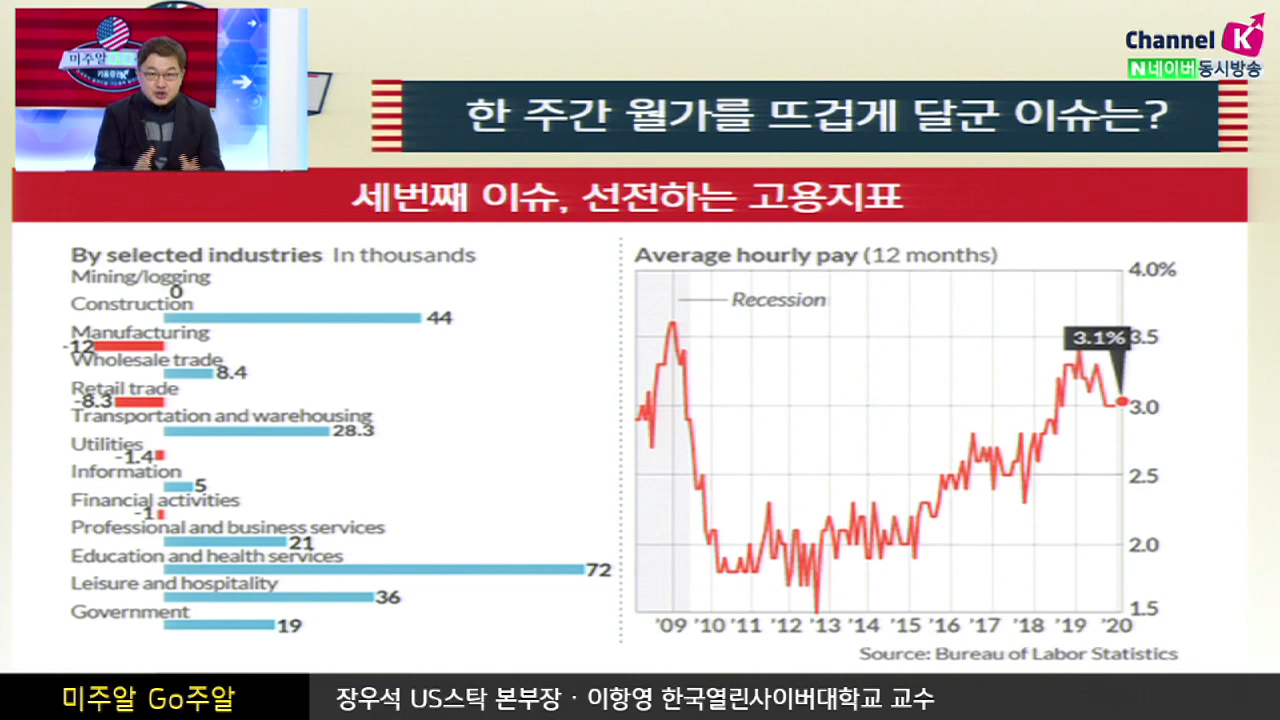 미주알
Channel K
N네이버 동시방송
한 주간 월가를 뜨겁게 달군 이슈는?
세번째 이슈, 선전하는 고용지표
By selected industries In thousands
Mining/logging
0
Construction
44
Manufacturing
-12
Wholesale trade
8.4
Retail trade
-8.3
Transportation and warehousing
28.3
Utilities
-1.4
Information
5
Financial activities
-1
Professional and business services
21
Education and health services
72
Leisure and hospitality
36
Government
19
Average hourly pay (12 months)
4.0%
Recession
3.1%
3.5
3.0
2.5
2.0
1.5
'09 '10 '11 '12 '13 '14 '15 '16 '17 '18 '19 '20
Source: Bureau of Labor Statistics
미주알 Go주알
장우석 US스탁 본부장 · 이항영 한국열린사이버대학교 교수